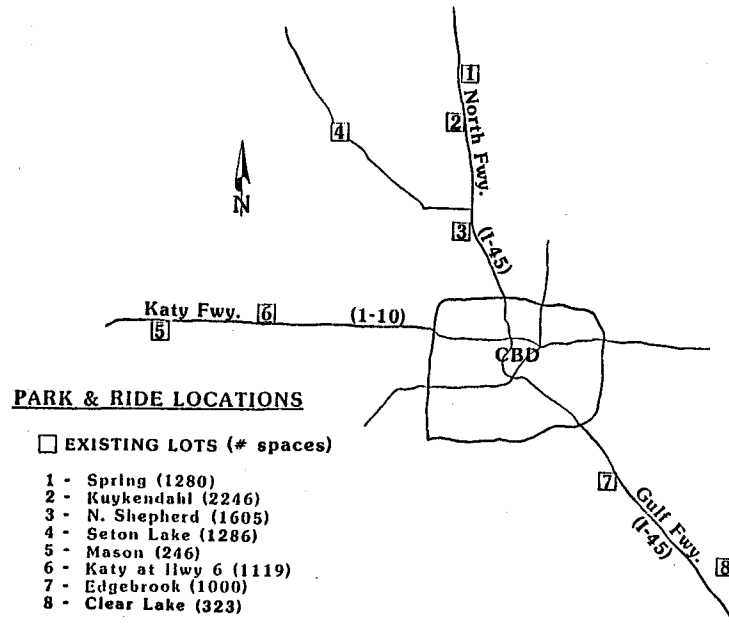 1
North Fwy.
2
4
N
3
(I-45)
Katy Fwy.
6
(1-10)
5
CBD
PARK & RIDE LOCATIONS
EXISTING LOTS (# spaces)
1 - Spring (1280)
2 - Kuykendahl (2246)
3 - N. Shepherd (1605)
4 - Seton Lake (1286)
5 - Mason (246)
6 - Katy at Hwy 6 (1119)
7 - Edgebrook (1000)
8 - Clear Lake (323)
7
Gulf Fwy.
(I-45)
8